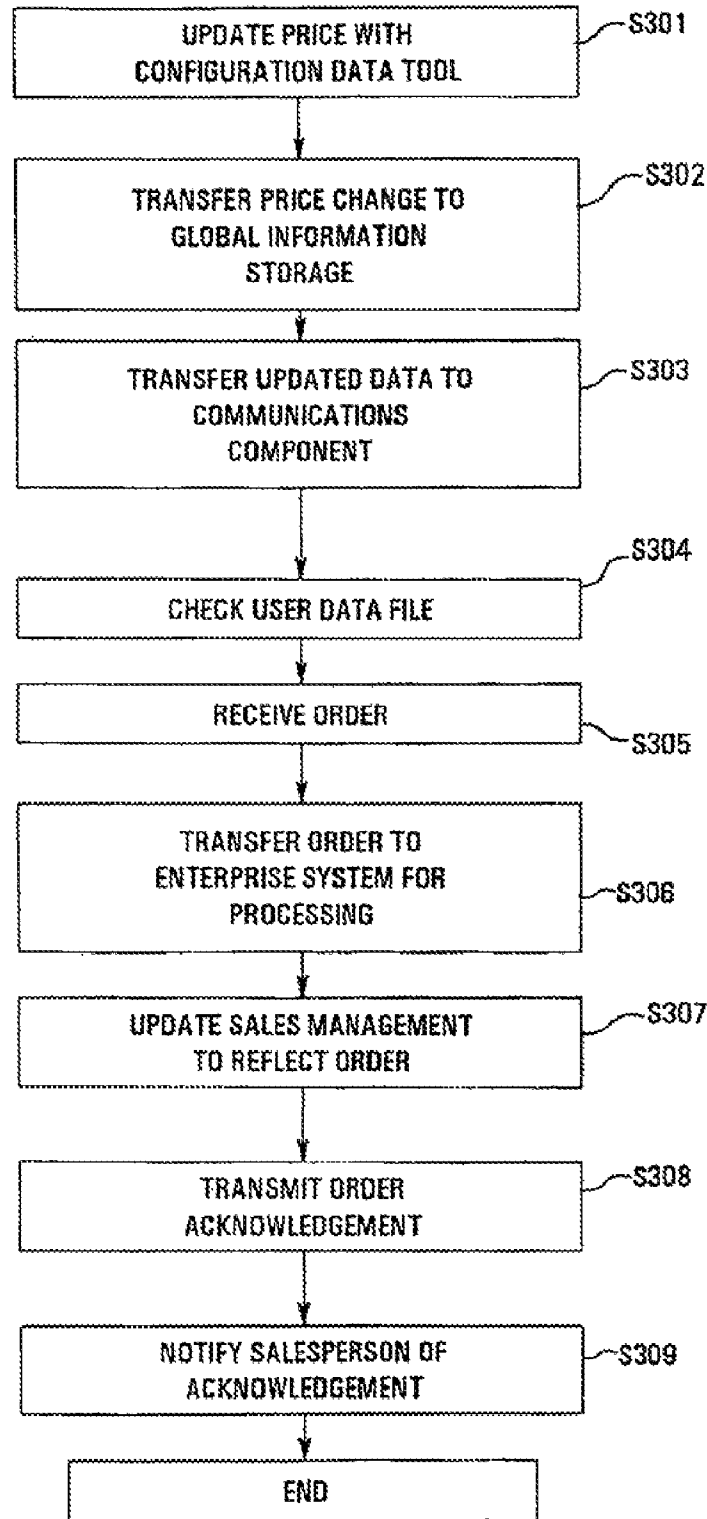 UPDATE PRICE WITH
CONFIGURATION DATA TOOL
S301
TRANSFER PRICE CHANGE TO
GLOBAL INFORMATION
STORAGE
S302
TRANSFER UPDATED DATA TO
COMMUNICATIONS
COMPONENT
S303
CHECK USER DATA FILE
S304
RECEIVE ORDER
S305
TRANSFER ORDER TO
ENTERPRISE SYSTEM FOR
PROCESSING
S306
UPDATE SALES MANAGEMENT
TO REFLECT ORDER
S307
TRANSMIT ORDER
ACKNOWLEDGEMENT
S308
NOTIFY SALESPERSON OF
ACKNOWLEDGEMENT
S309
END